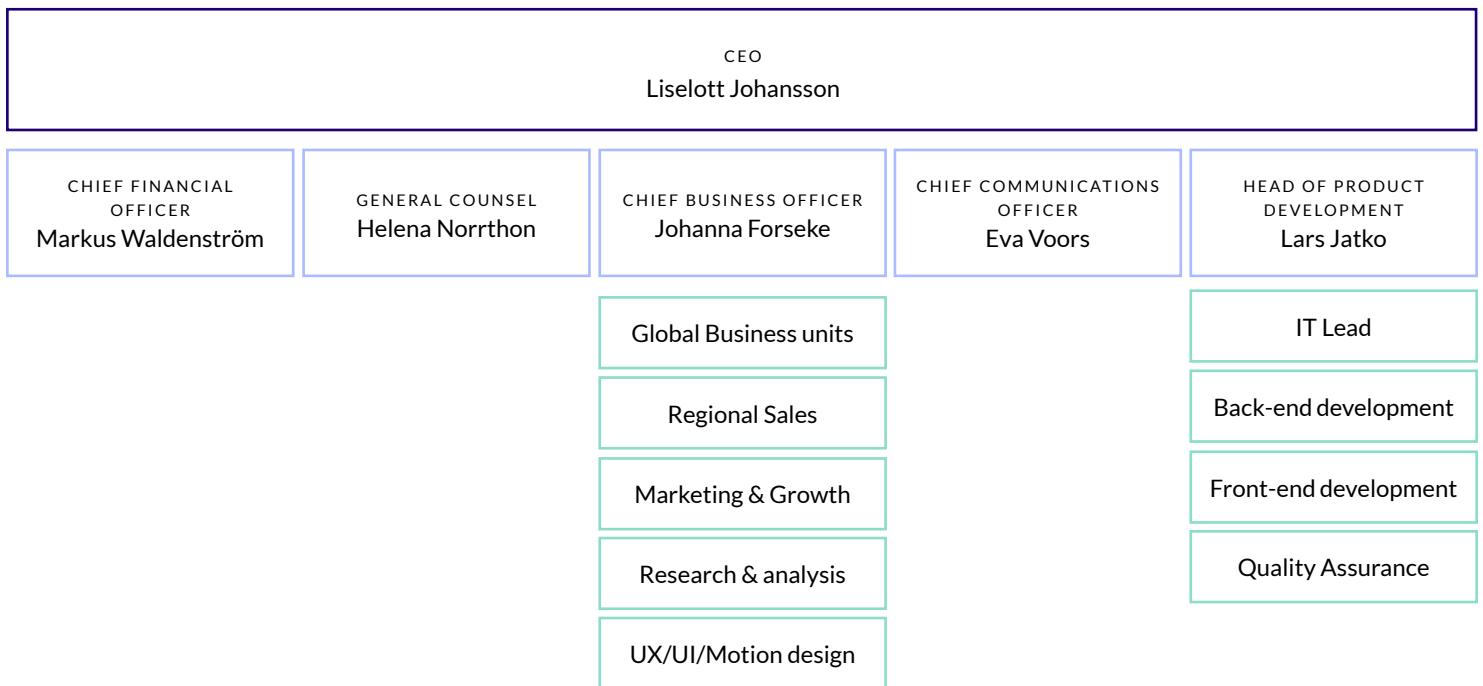 CEO
Liselott Johansson
CHIEF FINANCIAL
OFFICER
Markus Waldenström
GENERAL COUNSEL
Helena Norrthon
CHIEF BUSINESS OFFICER
Johanna Forseke
CHIEF COMMUNICATIONS
OFFICER
Eva Voors
HEAD OF PRODUCT
DEVELOPMENT
Lars Jatko
Global Business units
Regional Sales
Marketing & Growth
Research & analysis
UX/UI/Motion design
IT Lead
Back-end development
Front-end development
Quality Assurance